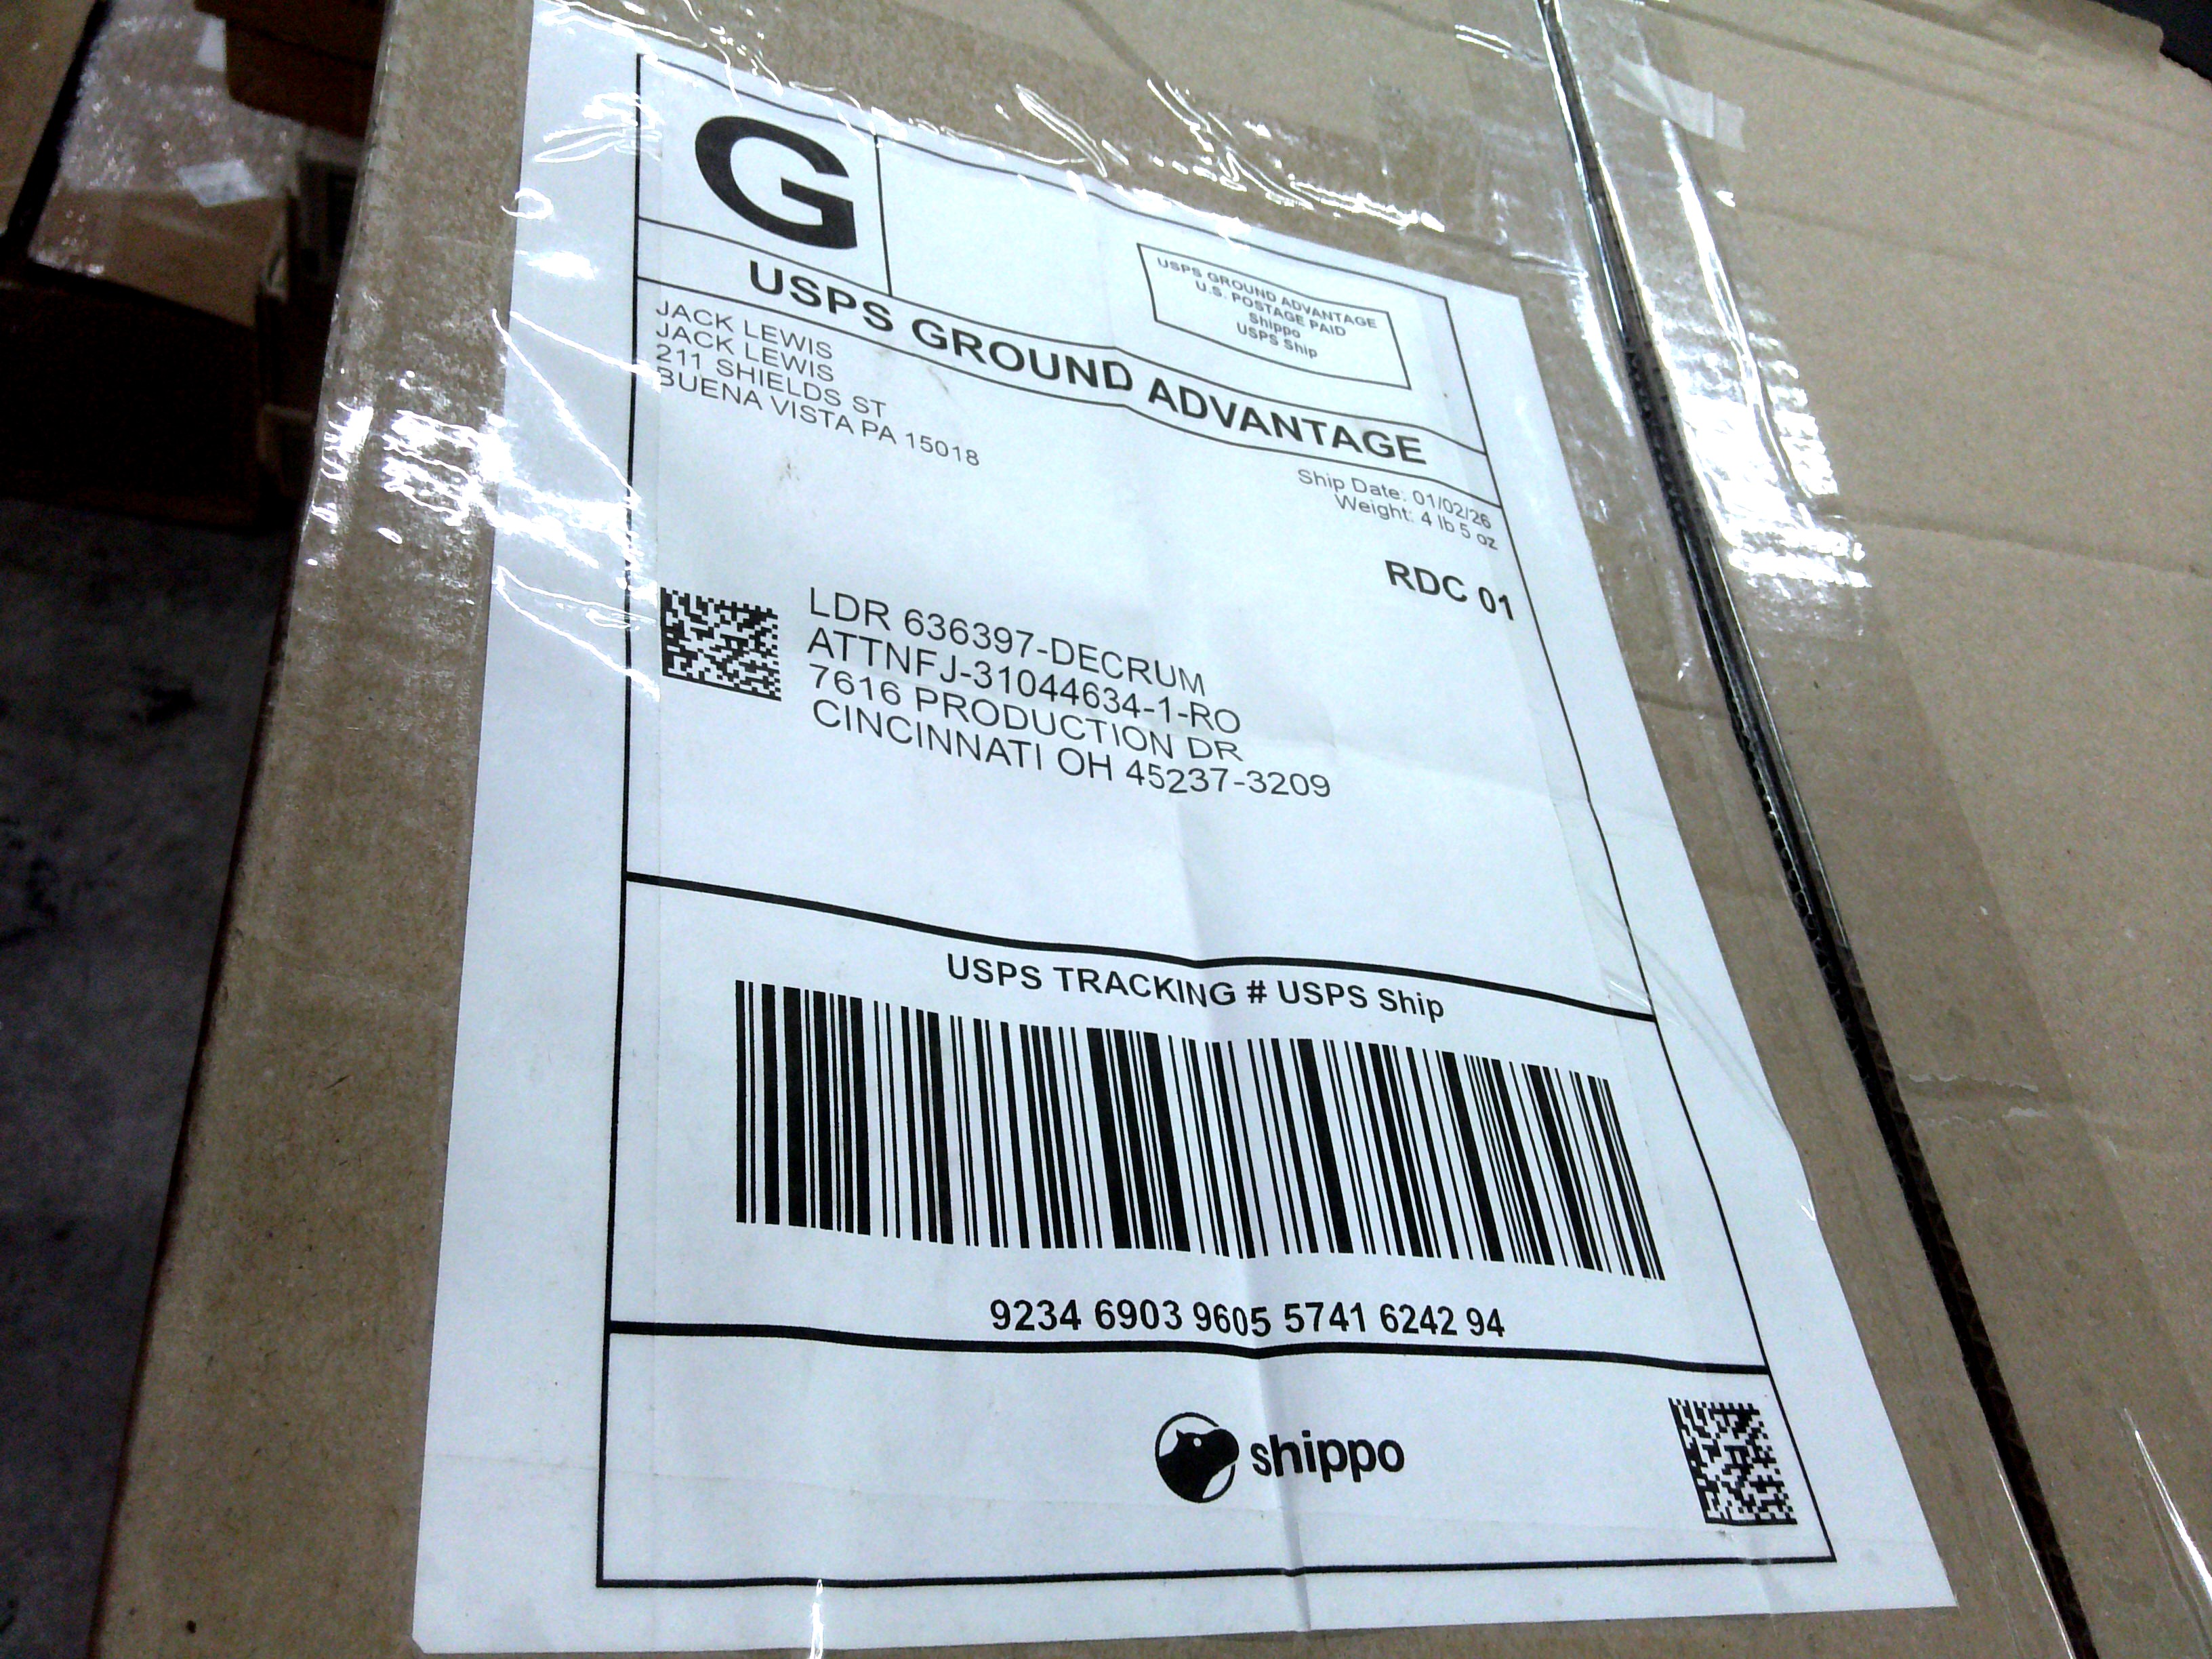 G
USPS GROUND ADVANTAGE
U.S. POSTAGE PAID
Shippo
USPS Ship
USPS GROUND ADVANTAGE
JACK LEWIS
JACK LEWIS
211 SHIELDS ST
BUENA VISTA PA 15018
Ship Date: 01/02/26
Weight: 4 lb 5 oz
RDC 01
LDR 636397-DECRUM
ATTNFJ-31044634-1-RO
7616 PRODUCTION DR
CINCINNATI OH 45237-3209
USPS TRACKING # USPS Ship
9234 6903 9605 5741 6242 94
shippo